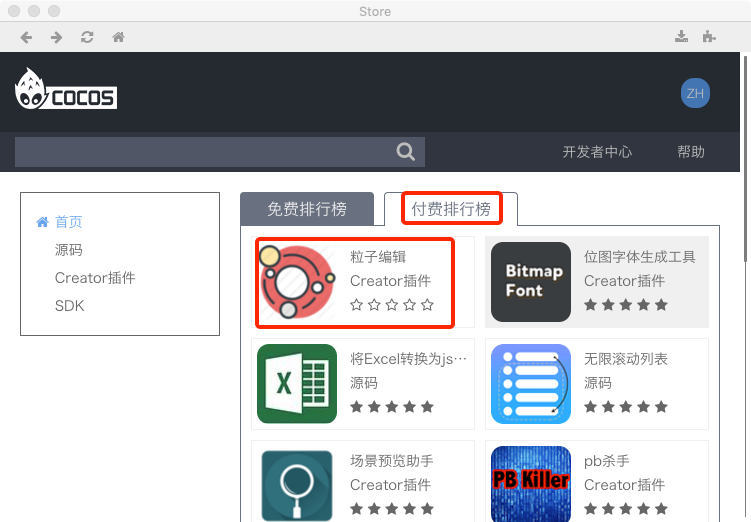 Store
COCOS
ZH
开发者中心
帮助
首页
源码
Creator插件
SDK
免费排行榜
付费排行榜
粒子编辑
Creator插件
Bitmap
Font
位图字体生成工具
Creator插件
X
将Excel转换为js…
源码
无限滚动列表
源码
场景预览助手
Creator插件
PB Killer
pb杀手
Creator插件